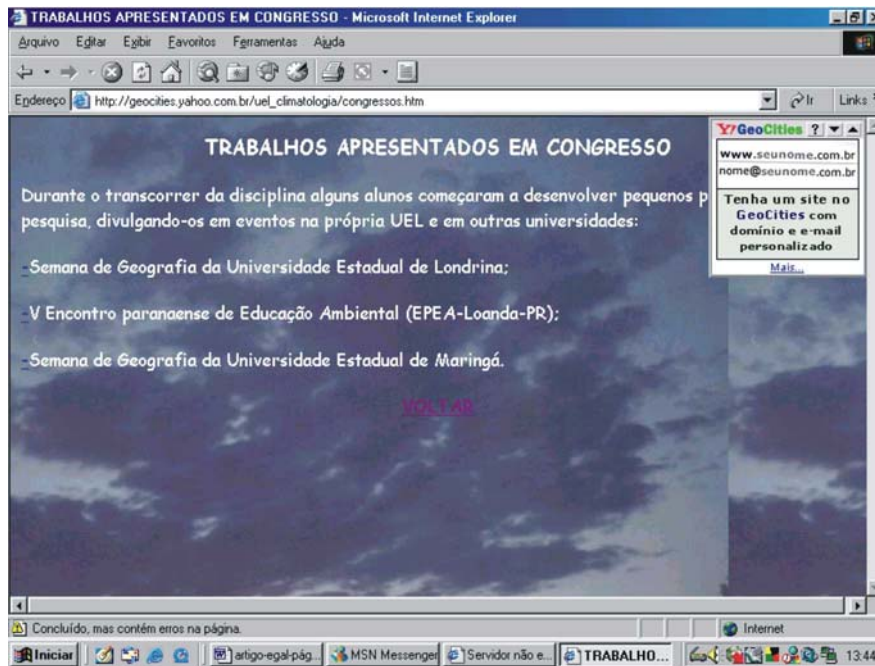 TRABALHOS APRESENTADOS EM CONGRESSO - Microsoft Internet Explorer
Arquivo Editar Exibir Favoritos Ferramentas Ajuda
Endereço http://geocities.yahoo.com.br/uel_climatologia/congressos.htm Ir Links
Y! GeoCities ?
www.seunome.com.br
nome@seunome.com.br
Tenha um site no
GeoCities com
domínio e e-mail
personalizado
Mais...
TRABALHOS APRESENTADOS EM CONGRESSO
Durante o transcorrer da disciplina alguns alunos começaram a desenvolver pequenos p
pesquisa, divulgando-os em eventos na própria UEL e em outras universidades:
-Semana de Geografia da Universidade Estadual de Londrina;
-V Encontro paranaense de Educação Ambiental (EPEA-Loanda-PR);
-Semana de Geografia da Universidade Estadual de Maringá.
VOLTAR
Concluído, mas contém erros na página. Internet
Iniciar artigo-egal-pág... MSN Messenger Servidor não e... TRABALHO... 13:44